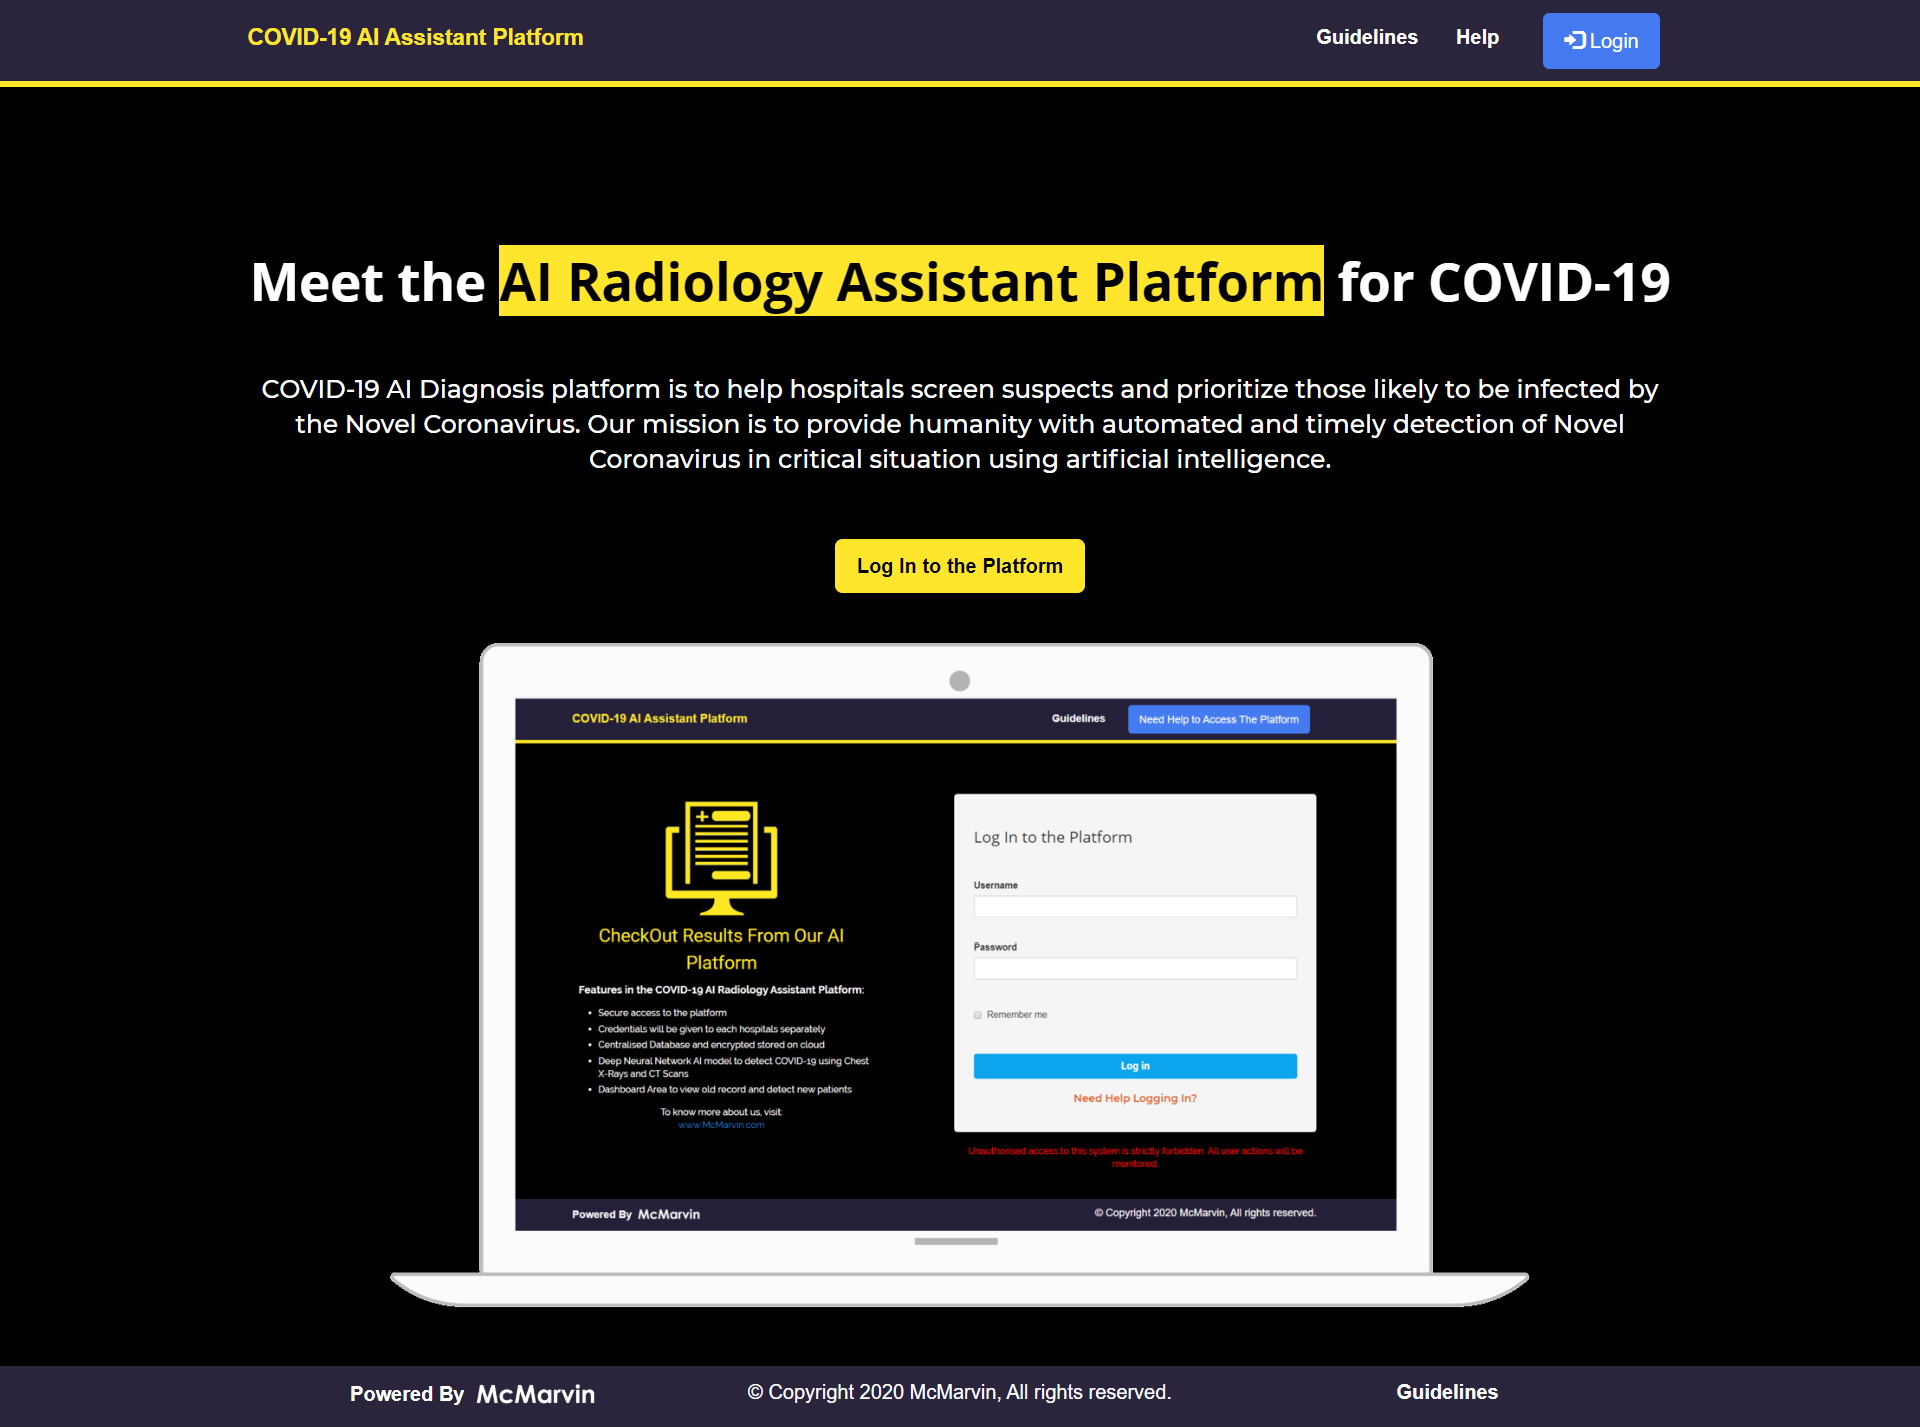 COVID-19 AI Assistant Platform
Guidelines
Help
Login
Meet the AI Radiology Assistant Platform for COVID-19
COVID-19 AI Diagnosis platform is to help hospitals screen suspects and prioritize those likely to be infected by
the Novel Coronavirus. Our mission is to provide humanity with automated and timely detection of Novel
Coronavirus in critical situation using artificial intelligence.
Log In to the Platform
COVID-19 AI Assistant Platform
Guidelines
Need Help to Access The Platform
CheckOut Results From Our AI
Platform
Features in the COVID-19 AI Radiology Assistant Platform:
• Secure access to the platform
• Credentials will be given to each hospitals separately
• Centralised Database and encrypted stored on cloud
• Deep Neural Network AI model to detect COVID-19 using Chest
X-Rays and CT Scans
• Dashboard Area to view old record and detect new patients
To know more about us, visit:
www.McMarvin.com
Log In to the Platform
Username
Password
Remember me
Log in
Need Help Logging In?
Unauthorised access to this system is strictly forbidden. All user actions will be
monitored.
Powered By McMarvin
© Copyright 2020 McMarvin, All rights reserved.
Powered By McMarvin
© Copyright 2020 McMarvin, All rights reserved.
Guidelines